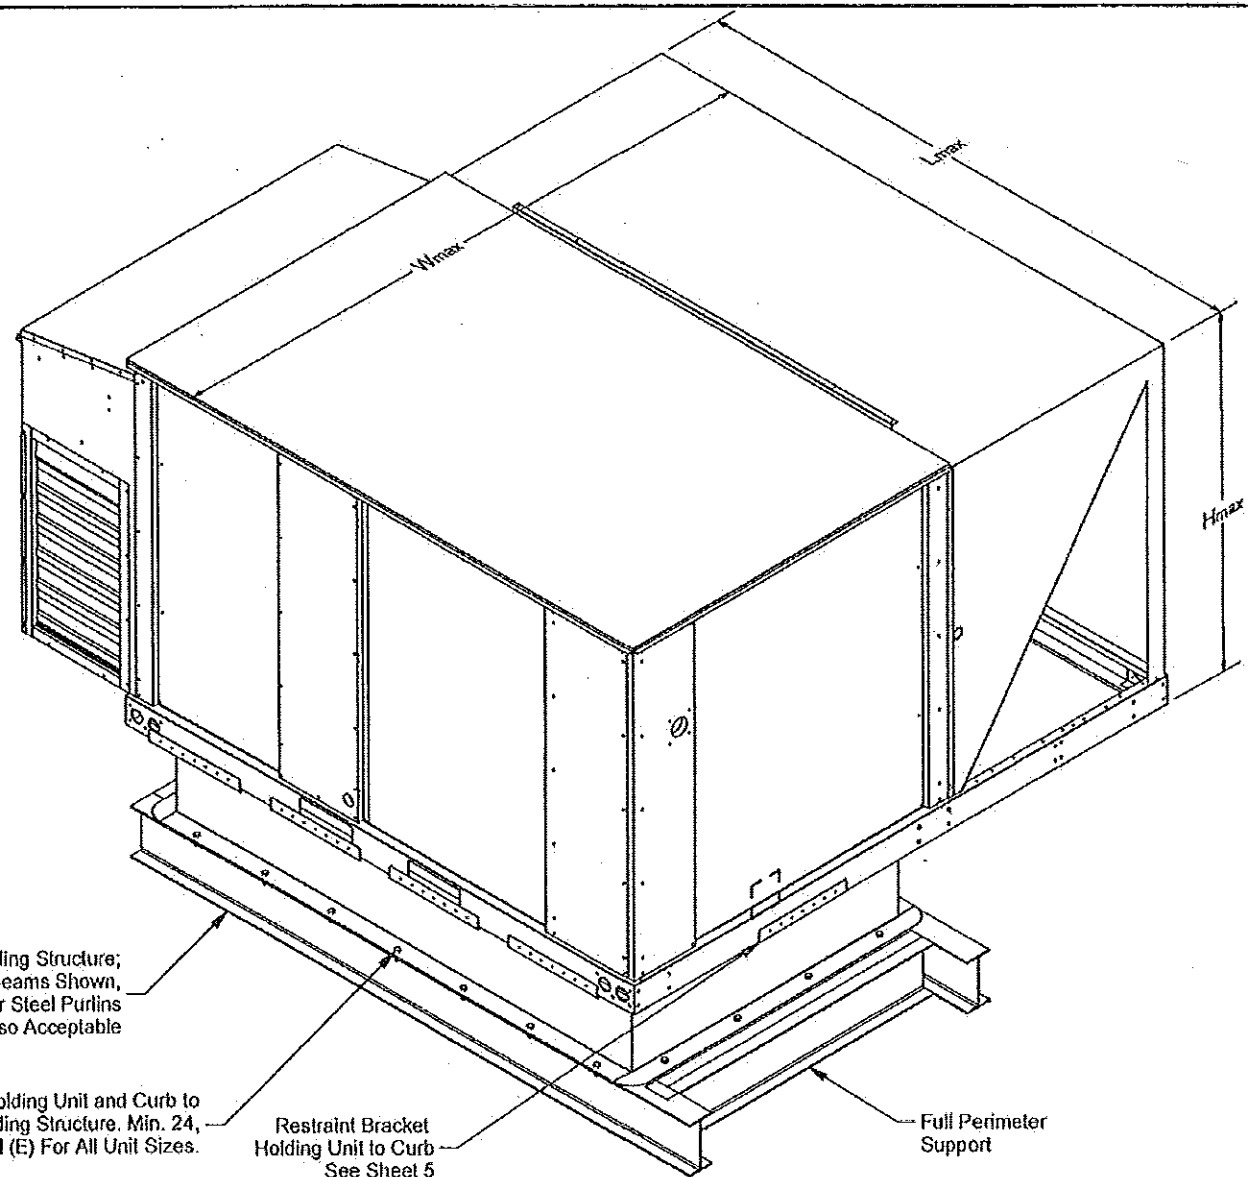 Lmax
Wmax
Hmax
ding Structure;
eams Shown,
r Steel Purlins
so Acceptable
olding Unit and Curb to
ding Structure. Min. 24,
(E) For All Unit Sizes.
Restraint Bracket
Holding Unit to Curb
See Sheet 5
Full Perimeter
Support